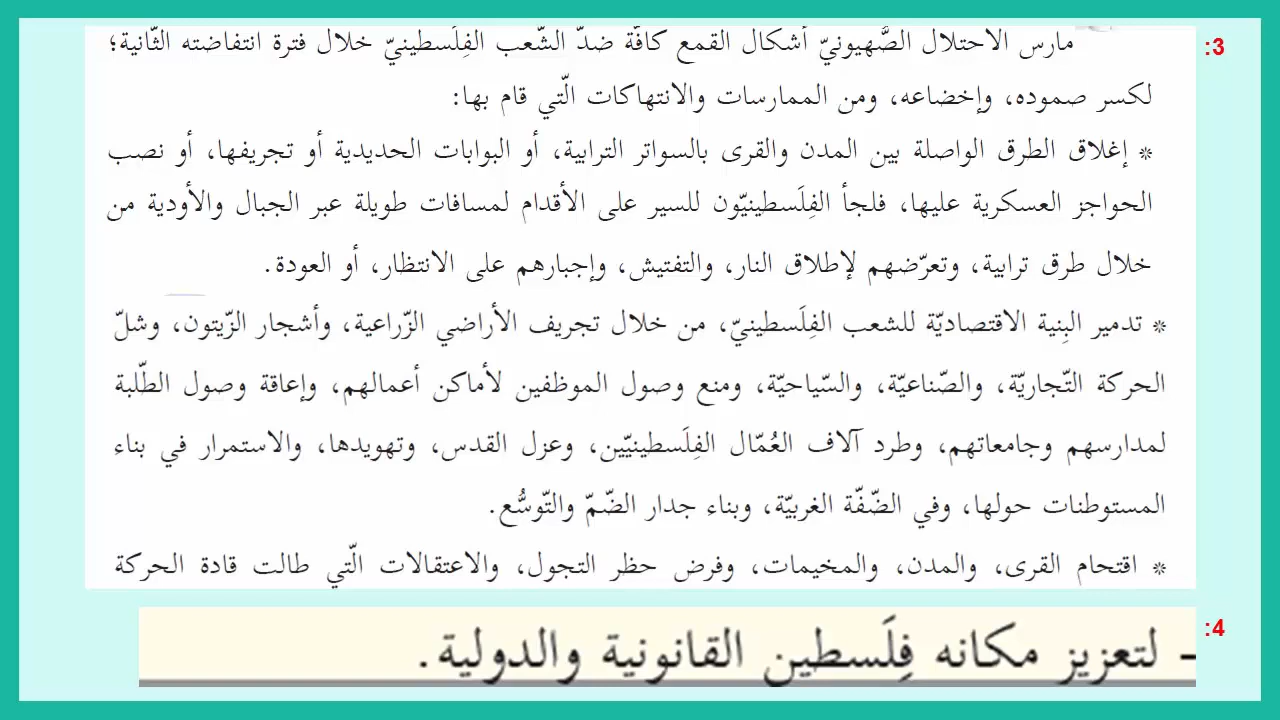 3:
مارس الاحتلال الصَّهيونيّ أشكال القمع كافّة ضدّ الشّعب الفِلَسطينيّ خلال فترة انتفاضته الثّانية؛
لكسر صموده، وإخضاعه، ومن الممارسات والانتهاكات الّتي قام بها:
* إغلاق الطرق الواصلة بين المدن والقرى بالسواتر الترابية، أو البوابات الحديدية أو تجريفها، أو نصب
الحواجز العسكرية عليها، فلجأ الفِلَسطينيّون للسير على الأقدام لمسافات طويلة عبر الجبال والأودية من
خلال طرق ترابية، وتعرّضهم لإطلاق النار، والتفتيش، وإجبارهم على الانتظار، أو العودة.
* تدمير البِنية الاقتصاديّة للشعب الفِلَسطينيّ، من خلال تجريف الأراضي الزّراعية، وأشجار الزّيتون، وشلّ
الحركة التّجاريّة، والصّناعيّة، والسّياحيّة، ومنع وصول الموظفين لأماكن أعمالهم، وإعاقة وصول الطّلبة
لمدارسهم وجامعاتهم، وطرد آلاف العُمّال الفِلَسطينيّين، وعزل القدس، وتهويدها، والاستمرار في بناء
المستوطنات حولها، وفي الضّفّة الغربيّة، وبناء جدار الضّمّ والتّوسُّع.
* اقتحام القرى، والمدن، والمخيمات، وفرض حظر التجول، والاعتقالات الّتي طالت قادة الحركة
4:
- لتعزيز مكانه فِلَسطين القانونية والدولية.